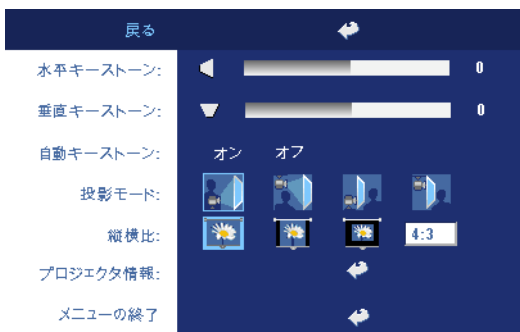 戻る
水平キーストーン: 0
垂直キーストーン: 0
自動キーストーン: オン オフ
投影モード:
縦横比: 4:3
プロジェクタ情報:
メニューの終了